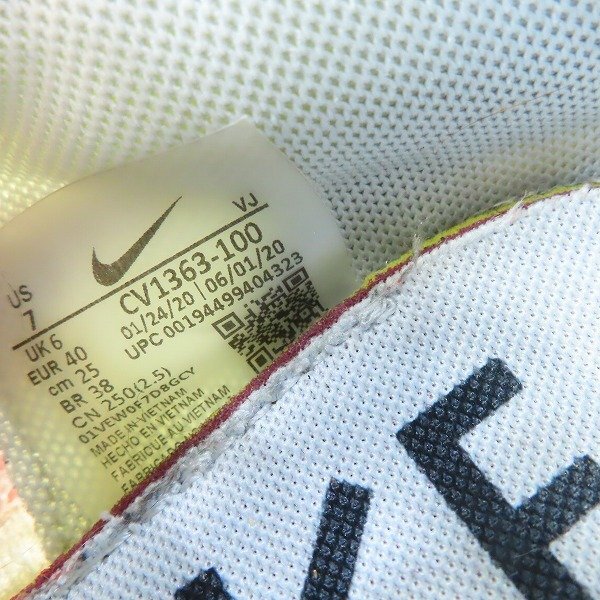 VJ
CV1363-100
01/24/20 06/01/20
UPC 00194499404323
US
7
UK 6
EUR 40
cm 25
BR 38
CN 250(2.5)
01VEW0E7D8GCY
MADE IN VIETNAM
HECHO EN VIETNAM
FABRIQUE AU VIETNAM